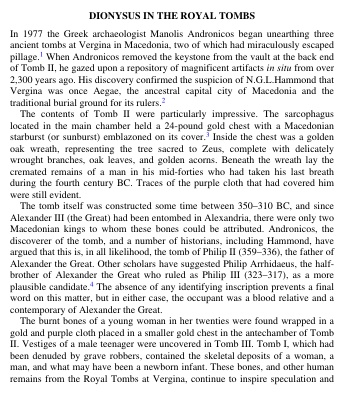 DIONYSUS IN THE ROYAL TOMBS
In 1977 the Greek archaeologist Manolis Andronicos began unearthing three
ancient tombs at Vergina in Macedonia, two of which had miraculously escaped
pillage.1 When Andronicos removed the keystone from the vault at the back end
of Tomb II, he gazed upon a repository of magnificent artifacts in situ from over
2,300 years ago. His discovery confirmed the suspicion of N.G.L.Hammond that
Vergina was once Aegae, the ancestral capital city of Macedonia and the
traditional burial ground for its rulers.2
The contents of Tomb II were particularly impressive. The sarcophagus
located in the main chamber held a 24-pound gold chest with a Macedonian
starburst (or sunburst) emblazoned on its cover.3 Inside the chest was a golden
oak wreath, representing the tree sacred to Zeus, complete with delicately
wrought branches, oak leaves, and golden acorns. Beneath the wreath lay the
cremated remains of a man in his mid-forties who had taken his last breath
during the fourth century BC. Traces of the purple cloth that had covered him
were still evident.
The tomb itself was constructed some time between 350–310 BC, and since
Alexander III (the Great) had been entombed in Alexandria, there were only two
Macedonian kings to whom these bones could be attributed. Andronicos, the
discoverer of the tomb, and a number of historians, including Hammond, have
argued that this is, in all likelihood, the tomb of Philip II (359–336), the father of
Alexander the Great. Other scholars have suggested Philip Arrhidaeus, the half-
brother of Alexander the Great who ruled as Philip III (323–317), as a more
plausible candidate.4 The absence of any identifying inscription prevents a final
word on this matter, but in either case, the occupant was a blood relative and a
contemporary of Alexander the Great.
The burnt bones of a young woman in her twenties were found wrapped in a
gold and purple cloth placed in a smaller gold chest in the antechamber of Tomb
II. Vestiges of a male teenager were uncovered in Tomb III. Tomb I, which had
been denuded by grave robbers, contained the skeletal deposits of a woman, a
man, and what may have been a newborn infant. These bones, and other human
remains from the Royal Tombs at Vergina, continue to inspire speculation and